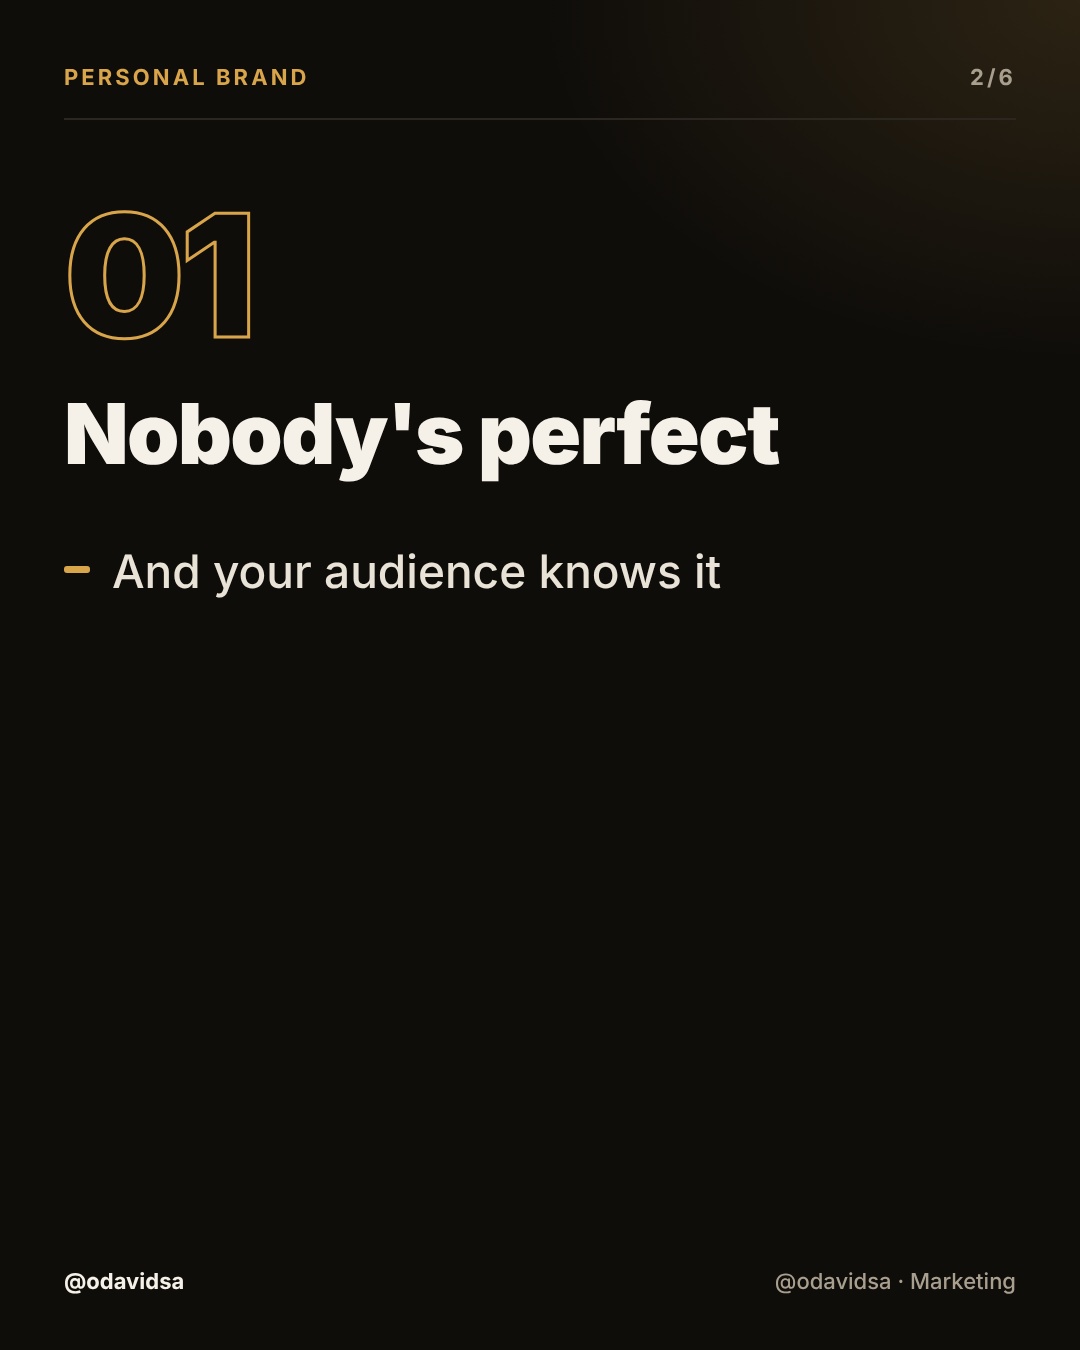 PERSONAL BRAND
2/6
01
Nobody's perfect
And your audience knows it
@odavidsa
@odavidsa · Marketing